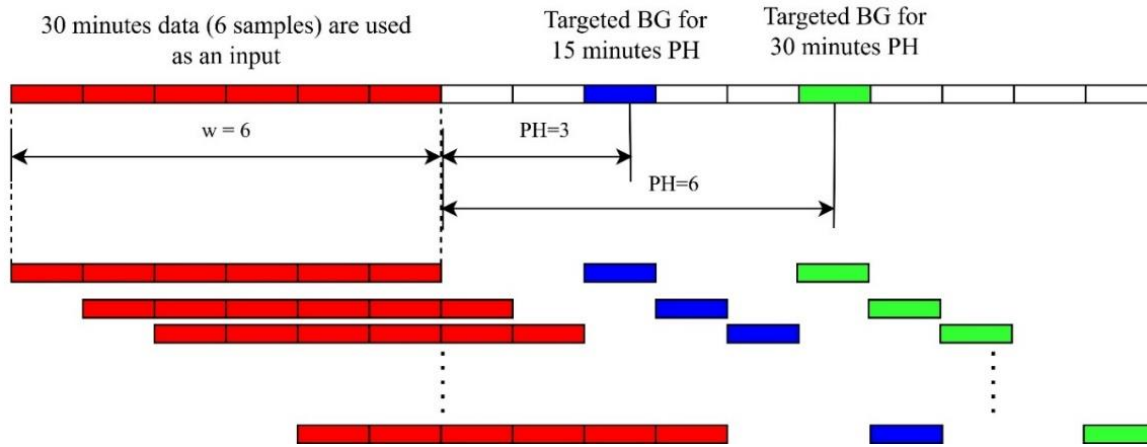 30 minutes data (6 samples) are used
as an input
Targeted BG for
15 minutes PH
Targeted BG for
30 minutes PH
w = 6
PH=3
PH=6